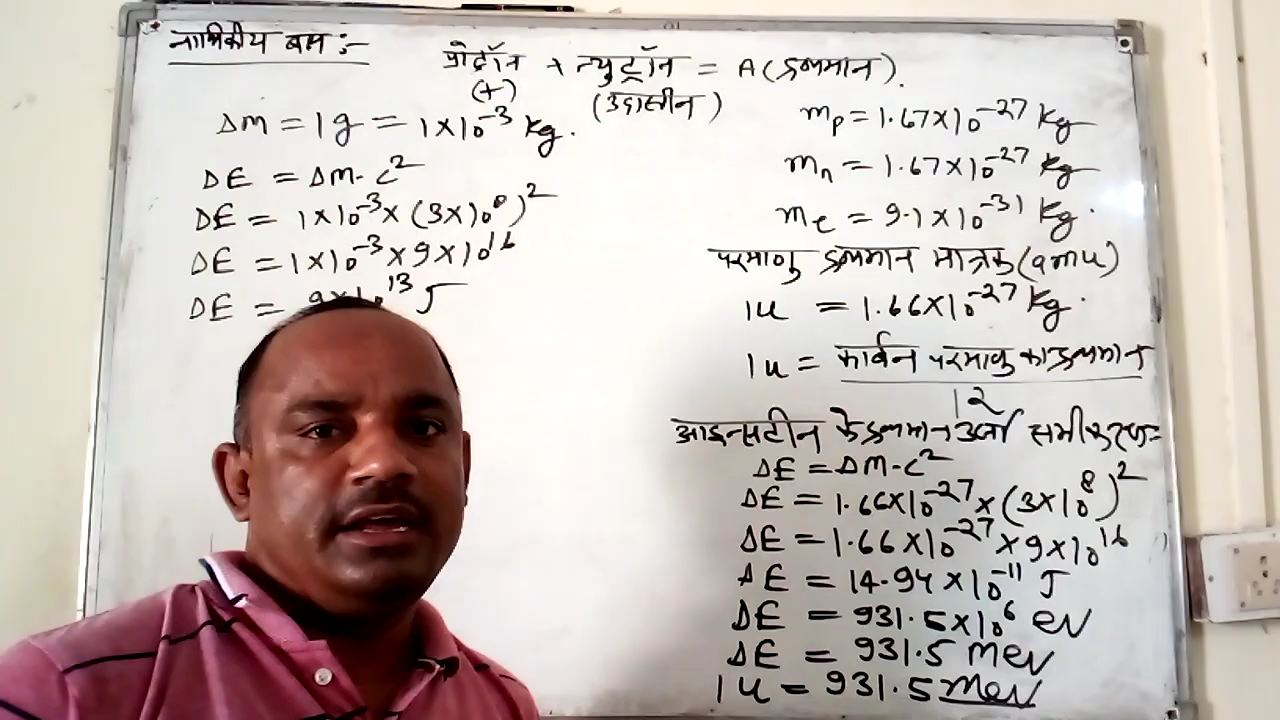 नाभिकीय बल :-
प्रोट्रॉन + न्युट्रॉन = A (द्रव्यमान).
(+) (उदासीन)
Δm = 1g = 1×10⁻³ Kg.
ΔE = Δm·c²
ΔE = 1×10⁻³×(3×10⁸)²
ΔE = 1×10⁻³×9×10¹⁶
ΔE = 9×10¹³ J
mp = 1.67×10⁻²⁷ Kg
mn = 1.67×10⁻²⁷ Kg
me = 9.1×10⁻³¹ Kg.
परमाणु द्रव्यमान मात्रक (amu)
1u = 1.66×10⁻²⁷ Kg.
1u = कार्बन परमाणु का द्रव्यमान
12
आइन्सटीन के द्रव्यमान ऊर्जा समीकरण=
ΔE = Δm·c²
ΔE = 1.66×10⁻²⁷×(3×10⁸)²
ΔE = 1.66×10⁻²⁷×9×10¹⁶
ΔE = 14.94×10⁻¹¹ J
ΔE = 931.5×10⁶ ev
ΔE = 931.5 mev
1u = 931.5 mev